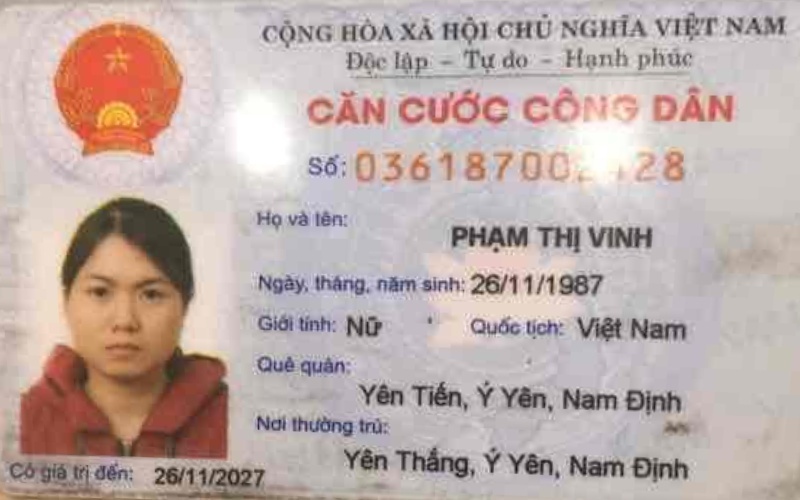 CỘNG HÒA XÃ HỘI CHỦ NGHĨA VIỆT NAM
Độc lập - Tự do - Hạnh phúc
CĂN CƯỚC CÔNG DÂN
Số:
Họ và tên:
PHẠM THỊ VINH
Ngày, tháng, năm sinh: 26/11/1987
Giới tính: Nữ Quốc tịch: Việt Nam
Quê quán:
Yên Tiến, Ý Yên, Nam Định
Nơi thường trú:
Yên Thắng, Ý Yên, Nam Định
Có giá trị đến: 26/11/2027